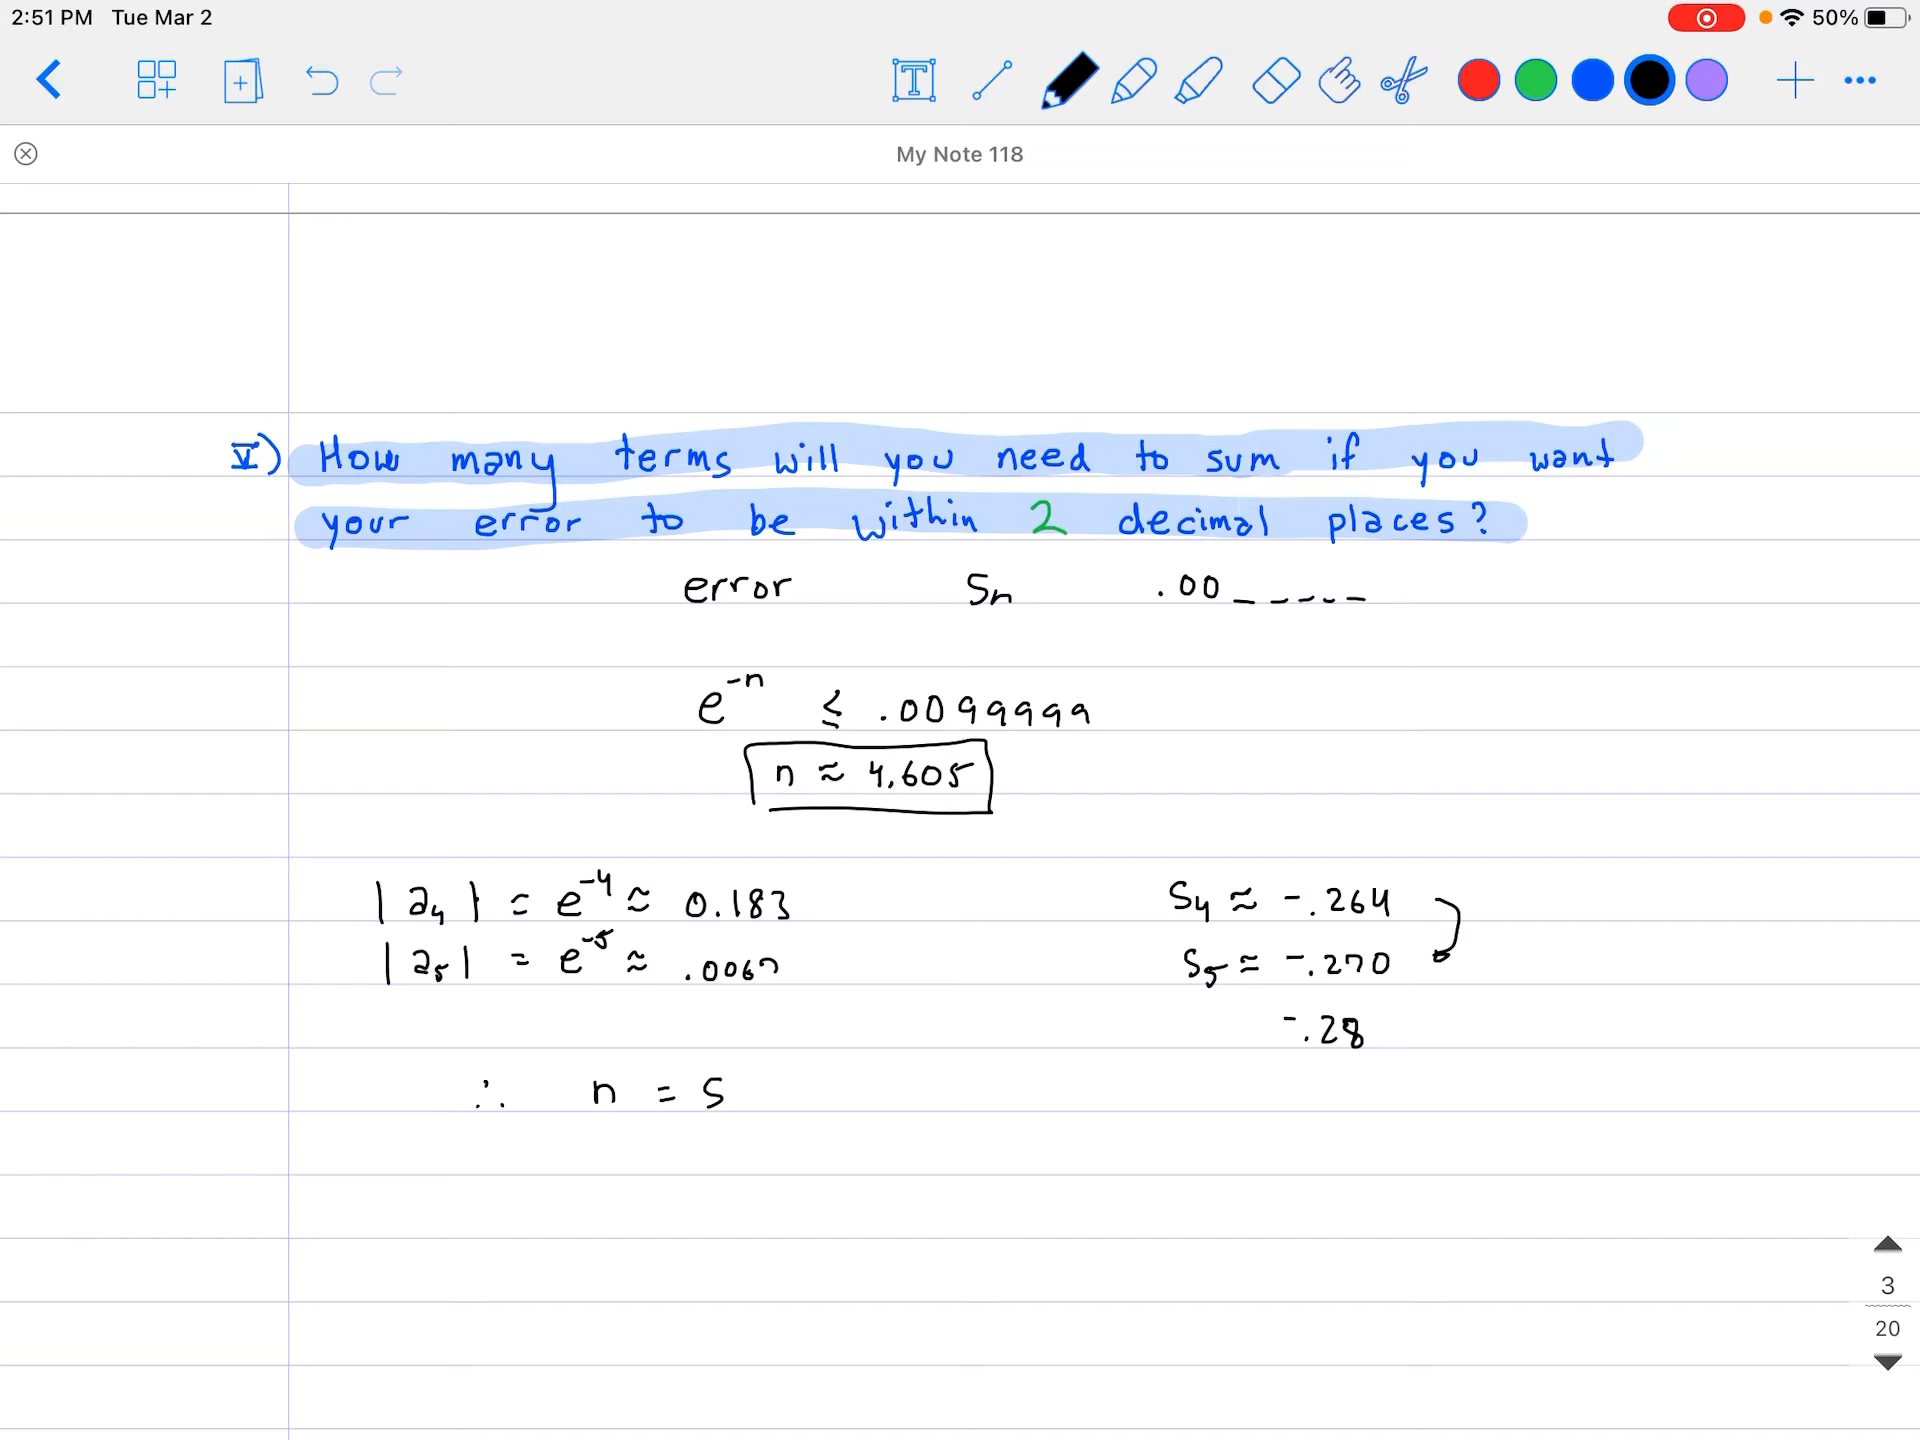 2:51 PM Tue Mar 2
50%
My Note 118
V) How many terms will you need to sum if you want
your error to be within 2 decimal places?
error Sn .00_ _ _ _ _
e^-n ≤ .0099999
n ≈ 4.605
|a4| = e^-4 ≈ 0.183 S4 ≈ -.264
|a5| = e^-5 ≈ .0067 S5 ≈ -.270
-.28
∴ n = 5
3
20